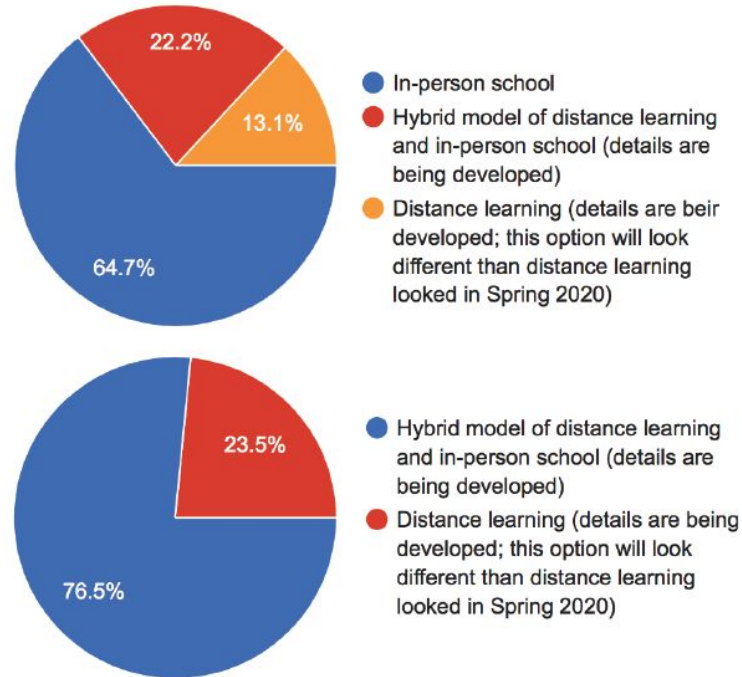 22.2%
13.1%
64.7%
In-person school
Hybrid model of distance learning
and in-person school (details are
being developed)
Distance learning (details are beir
developed; this option will look
different than distance learning
looked in Spring 2020)
23.5%
76.5%
Hybrid model of distance learning
and in-person school (details are
being developed)
Distance learning (details are being
developed; this option will look
different than distance learning
looked in Spring 2020)